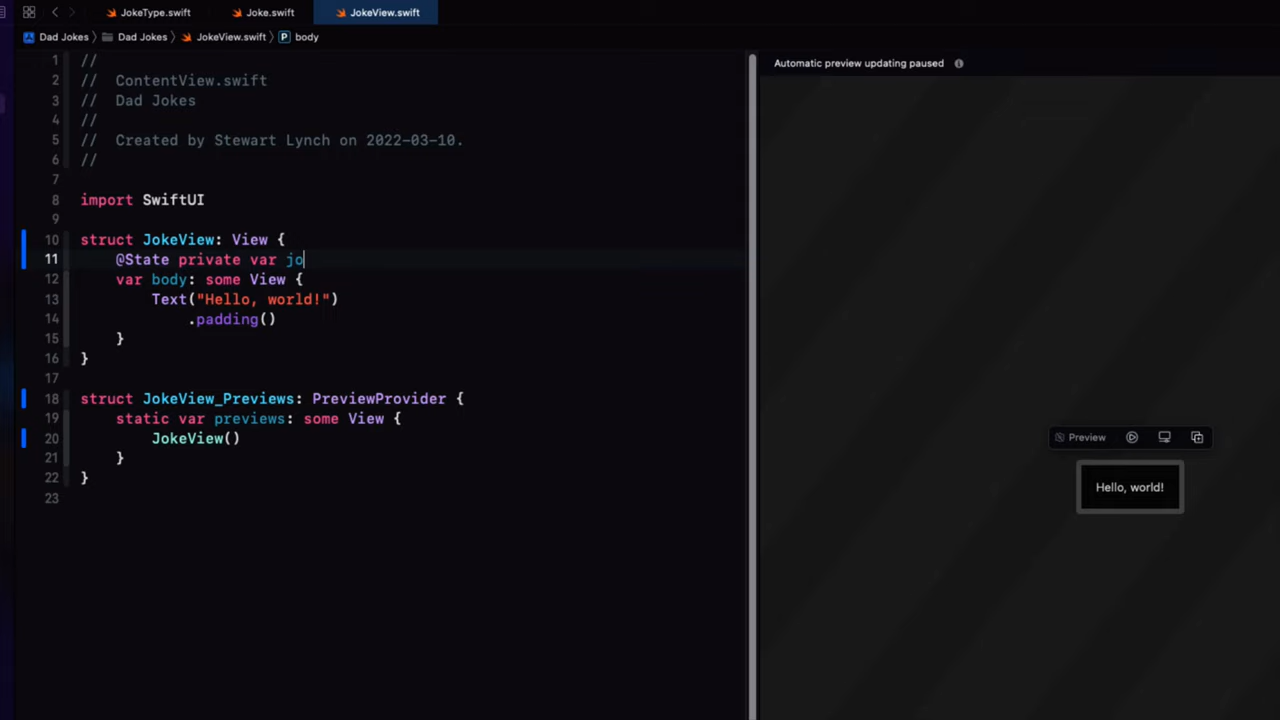 JokeType.swift Joke.swift JokeView.swift
Dad Jokes Dad Jokes JokeView.swift P body
Automatic preview updating paused
1 //
2 // ContentView.swift
3 // Dad Jokes
4 //
5 // Created by Stewart Lynch on 2022-03-10.
6 //
7
8 import SwiftUI
9
10 struct JokeView: View {
11 @State private var jo
12 var body: some View {
13 Text("Hello, world!")
14 .padding()
15 }
16 }
17
18 struct JokeView_Previews: PreviewProvider {
19 static var previews: some View {
20 JokeView()
21 }
22 }
23
Preview
Hello, world!